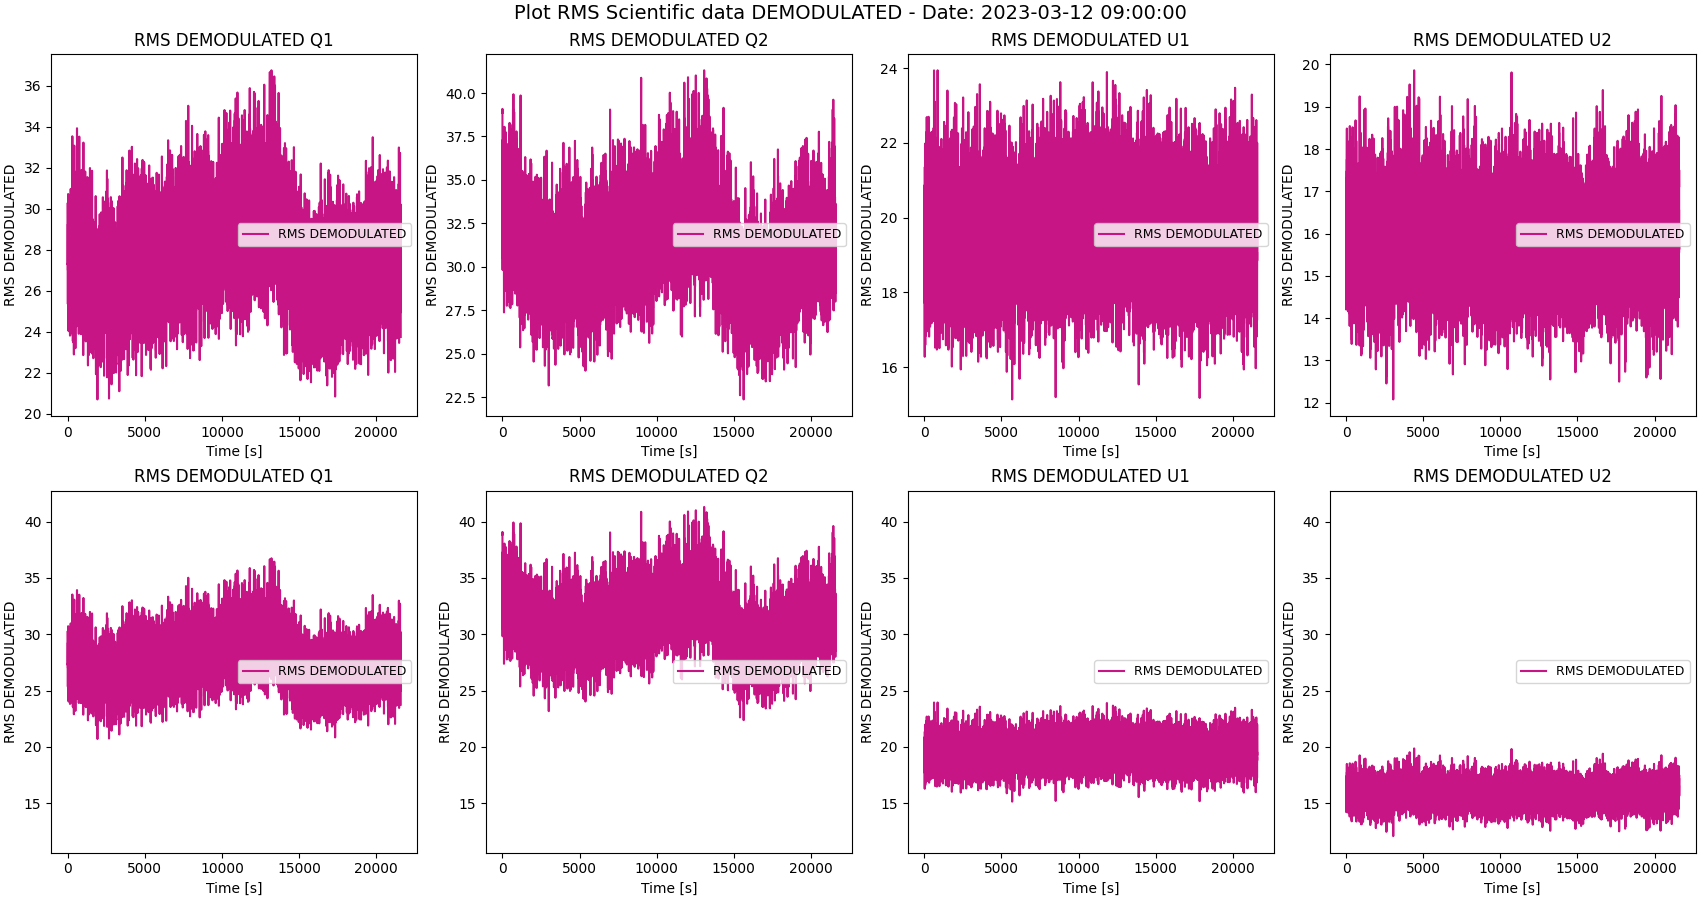 Plot RMS Scientific data DEMODULATED - Date: 2023-03-12 09:00:00
RMS DEMODULATED Q1
RMS DEMODULATED
36
34
32
30
28
26
24
22
20
RMS DEMODULATED
0 5000 10000 15000 20000
Time [s]
RMS DEMODULATED Q2
RMS DEMODULATED
40.0
37.5
35.0
32.5
30.0
27.5
25.0
22.5
RMS DEMODULATED
0 5000 10000 15000 20000
Time [s]
RMS DEMODULATED U1
RMS DEMODULATED
24
22
20
18
16
RMS DEMODULATED
0 5000 10000 15000 20000
Time [s]
RMS DEMODULATED U2
RMS DEMODULATED
20
19
18
17
16
15
14
13
12
RMS DEMODULATED
0 5000 10000 15000 20000
Time [s]
RMS DEMODULATED Q1
RMS DEMODULATED
40
35
30
25
20
15
RMS DEMODULATED
0 5000 10000 15000 20000
Time [s]
RMS DEMODULATED Q2
RMS DEMODULATED
40
35
30
25
20
15
RMS DEMODULATED
0 5000 10000 15000 20000
Time [s]
RMS DEMODULATED U1
RMS DEMODULATED
40
35
30
25
20
15
RMS DEMODULATED
0 5000 10000 15000 20000
Time [s]
RMS DEMODULATED U2
RMS DEMODULATED
40
35
30
25
20
15
RMS DEMODULATED
0 5000 10000 15000 20000
Time [s]